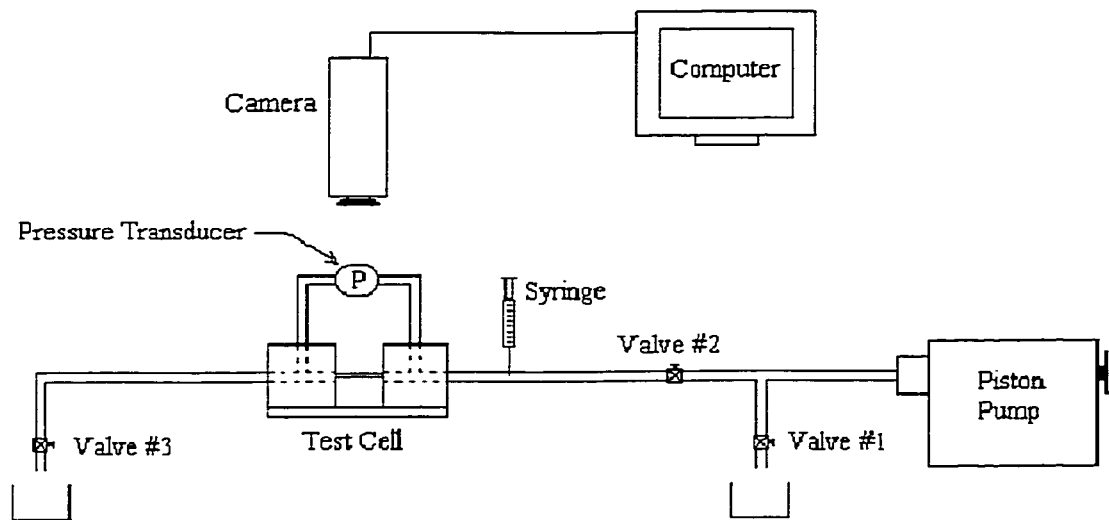 Computer
Camera
Pressure Transducer
P
Syringe
Valve #2
Piston
Pump
Valve #3
Test Cell
Valve #1